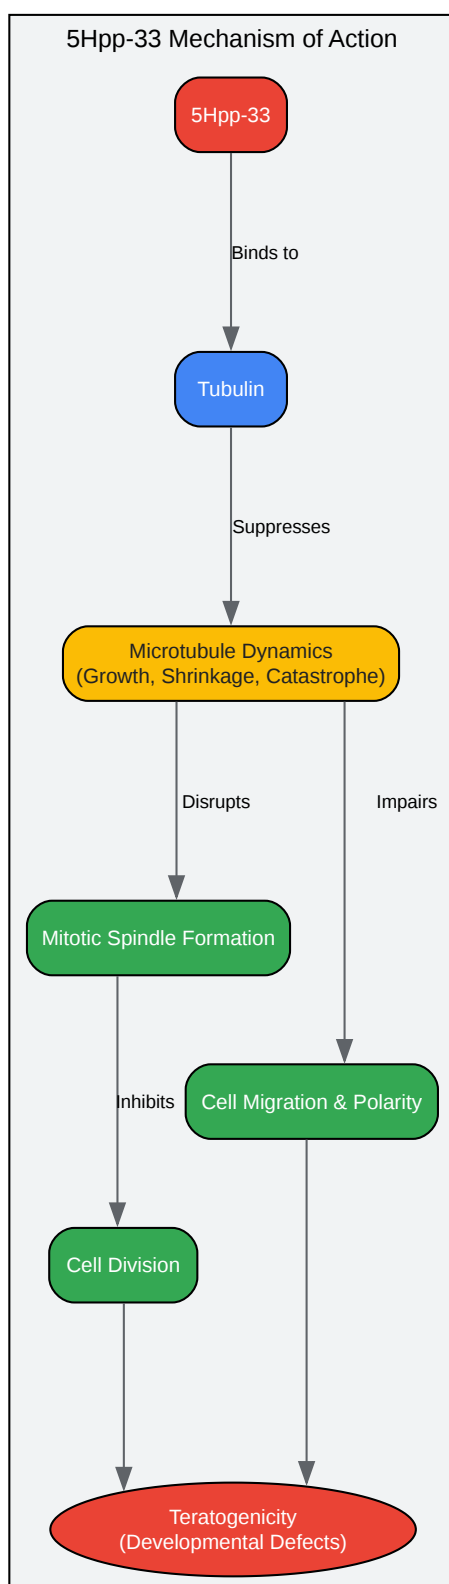 5Hpp-33 Mechanism of Action
5Hpp-33
Binds to
Tubulin
Suppresses
Microtubule Dynamics
(Growth, Shrinkage, Catastrophe)
Disrupts
Impairs
Mitotic Spindle Formation
Cell Migration & Polarity
Inhibits
Cell Division
Teratogenicity
(Developmental Defects)